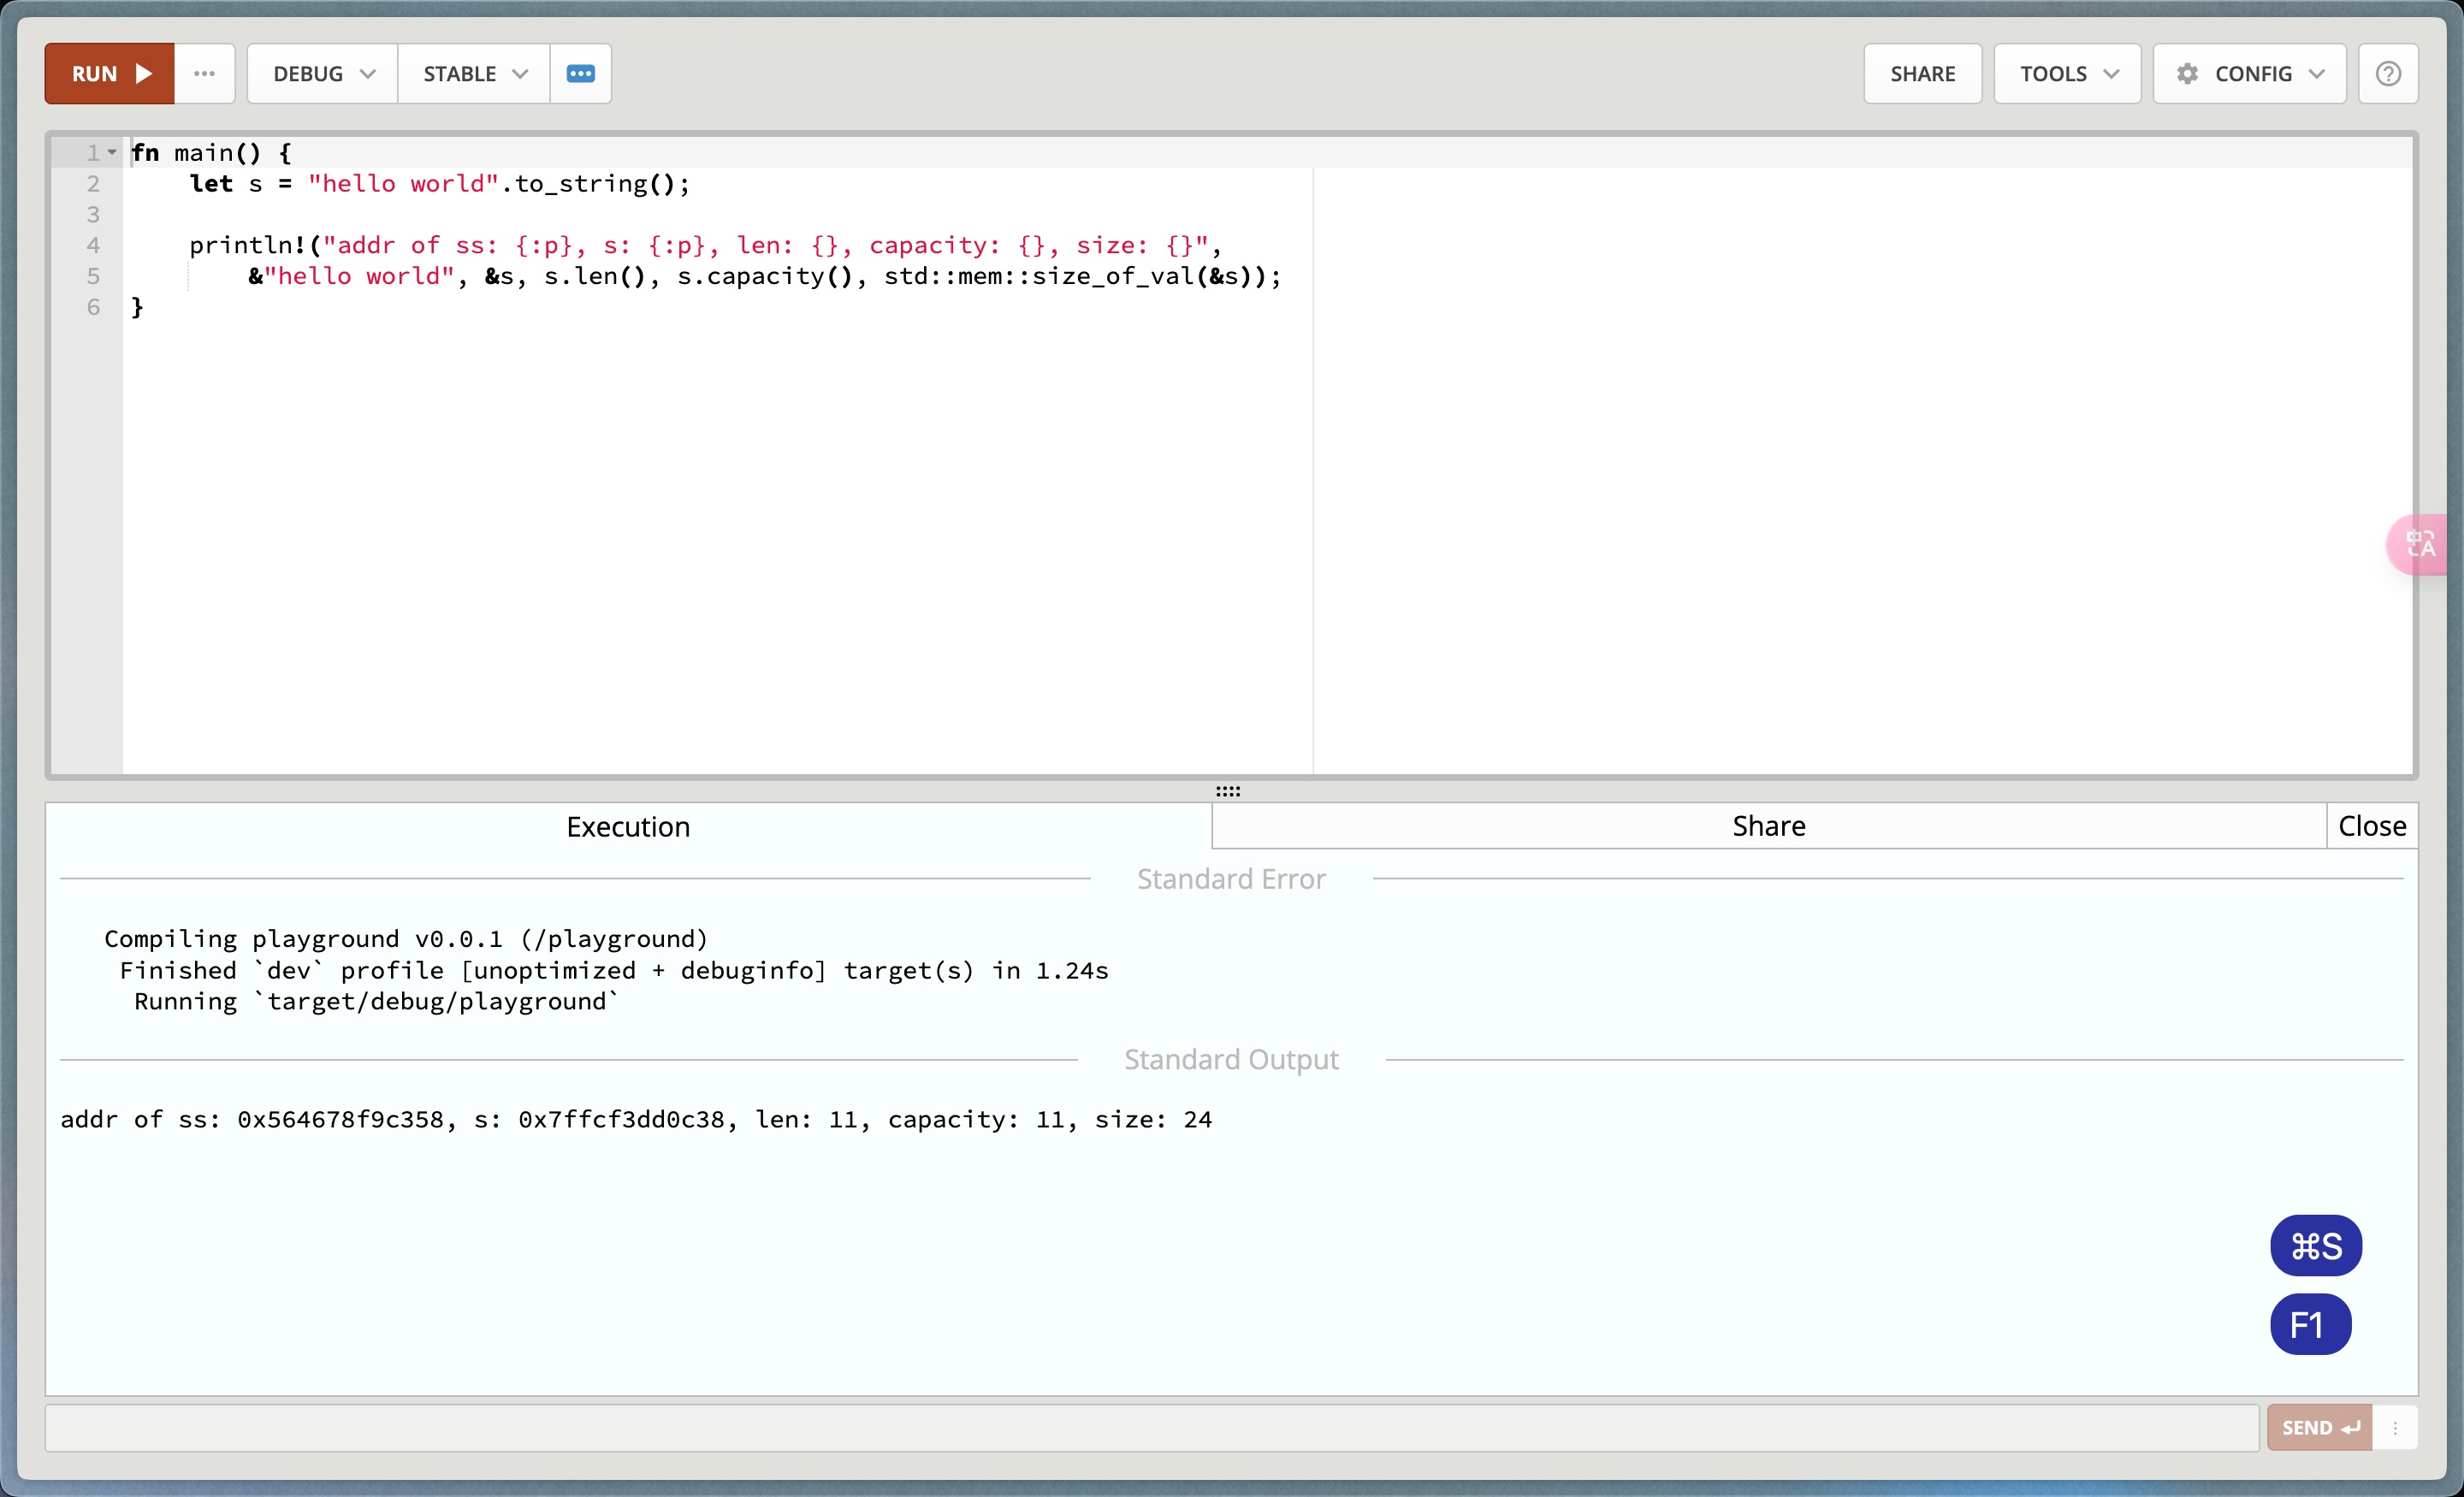 RUN
DEBUG
STABLE
SHARE
TOOLS
CONFIG
1 fn main() {
2     let s = "hello world".to_string();
3
4     println!("addr of ss: {:p}, s: {:p}, len: {}, capacity: {}, size: {}",
5         &"hello world", &s, s.len(), s.capacity(), std::mem::size_of_val(&s));
6 }
中A
Execution
Share
Close
Standard Error
   Compiling playground v0.0.1 (/playground)
    Finished `dev` profile [unoptimized + debuginfo] target(s) in 1.24s
     Running `target/debug/playground`
Standard Output
addr of ss: 0x564678f9c358, s: 0x7ffcf3dd0c38, len: 11, capacity: 11, size: 24
⌘S
F1
SEND